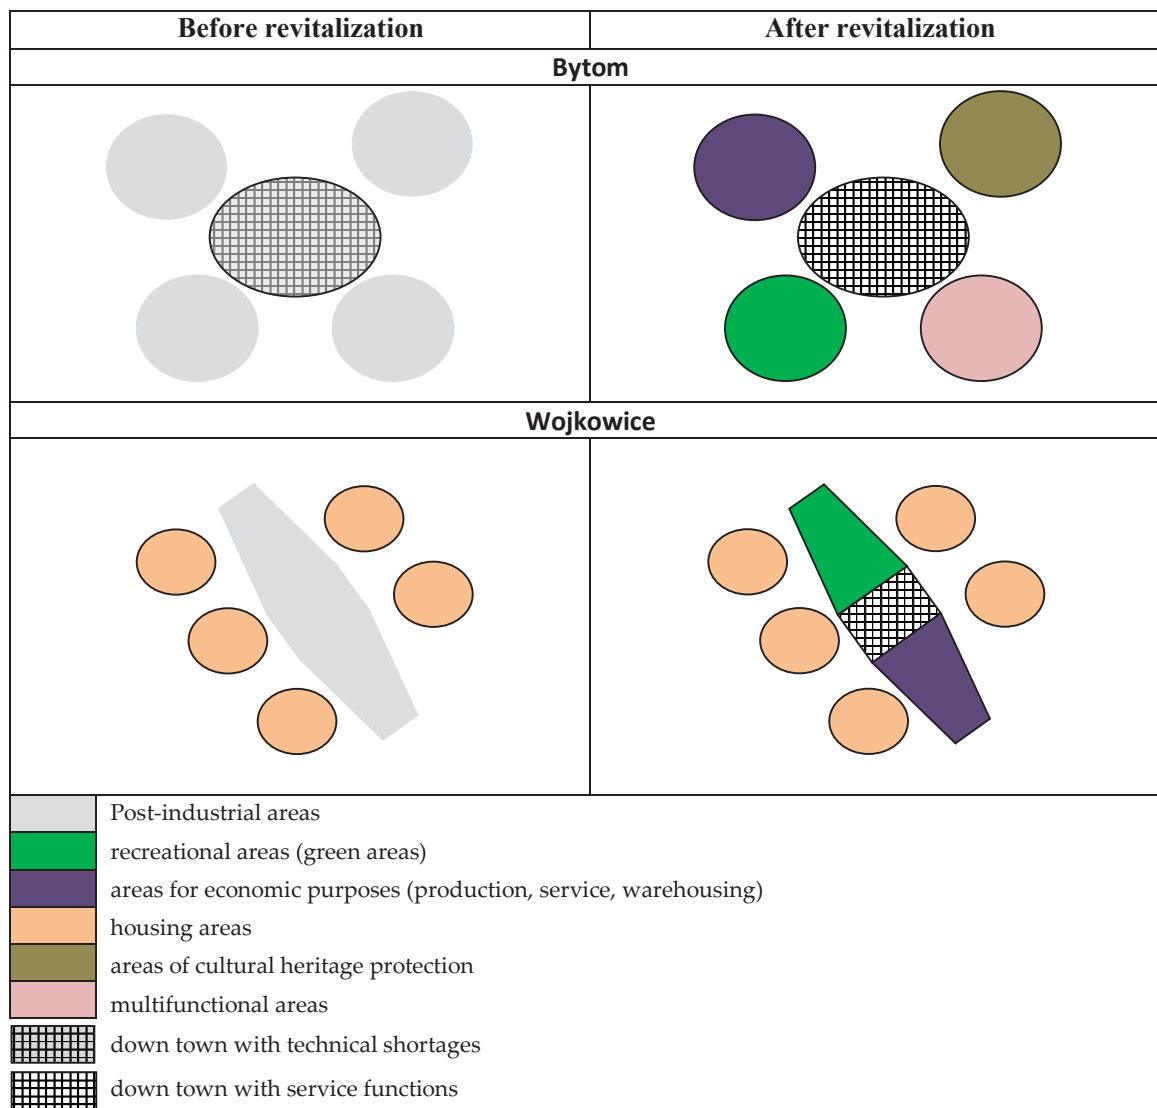 Before revitalization
After revitalization
Bytom
Wojkowice
Post-industrial areas
recreational areas (green areas)
areas for economic purposes (production, service, warehousing)
housing areas
areas of cultural heritage protection
multifunctional areas
down town with technical shortages
down town with service functions